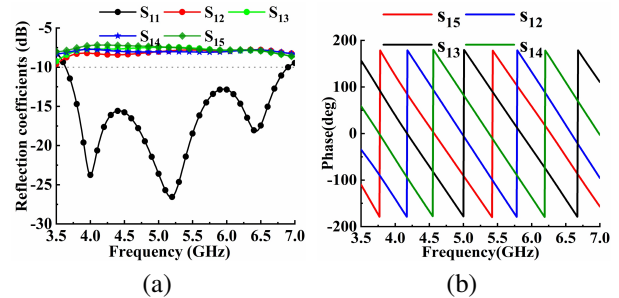 S11 S12 S13
S14 S15
Reflection coefficients (dB)
-5
-10
-15
-20
-25
-30
3.5 4.0 4.5 5.0 5.5 6.0 6.5 7.0
Frequency (GHz)
(a)
S15 S12
S13 S14
Phase(deg)
200
100
0
-100
-200
3.5 4.0 4.5 5.0 5.5 6.0 6.5 7.0
Frequency(GHz)
(b)